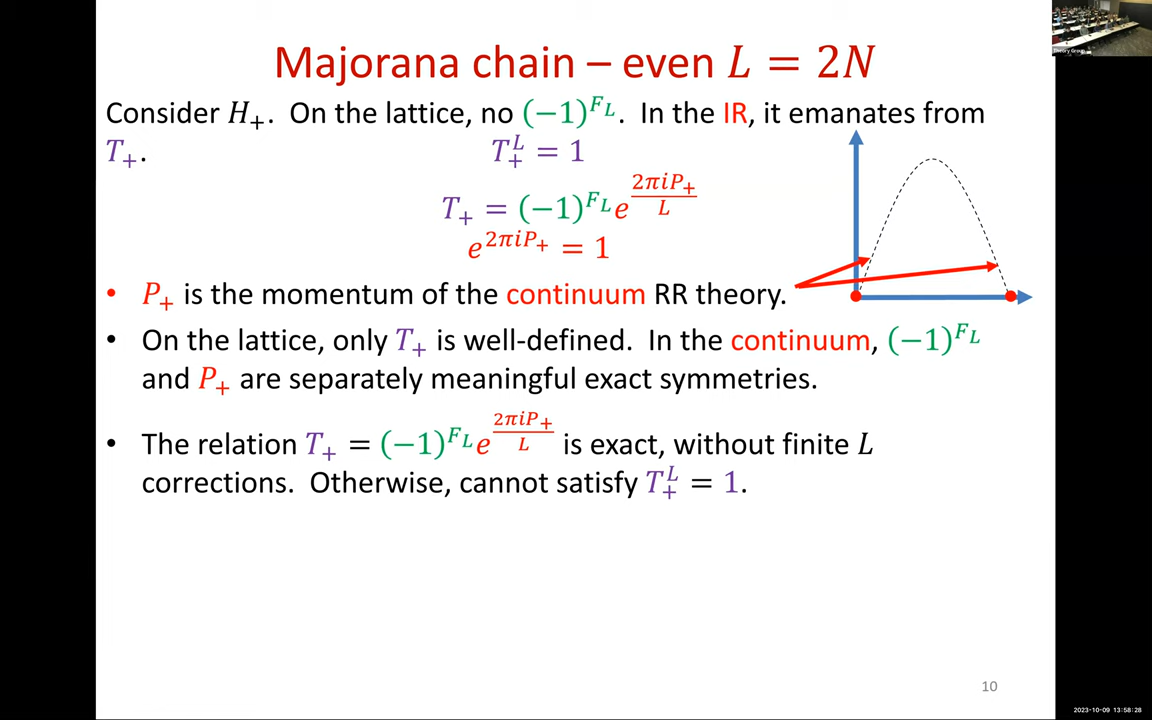 Majorana chain – even L = 2N
Consider H₊. On the lattice, no (−1)^{F_L}. In the IR, it emanates from
T₊. T₊^L = 1
T₊ = (−1)^{F_L} e^{2πiP₊/L}
e^{2πiP₊} = 1
• P₊ is the momentum of the continuum RR theory.
• On the lattice, only T₊ is well-defined. In the continuum, (−1)^{F_L}
and P₊ are separately meaningful exact symmetries.
• The relation T₊ = (−1)^{F_L} e^{2πiP₊/L} is exact, without finite L
corrections. Otherwise, cannot satisfy T₊^L = 1.
10
Theory Group
2023-10-09 13:58:28